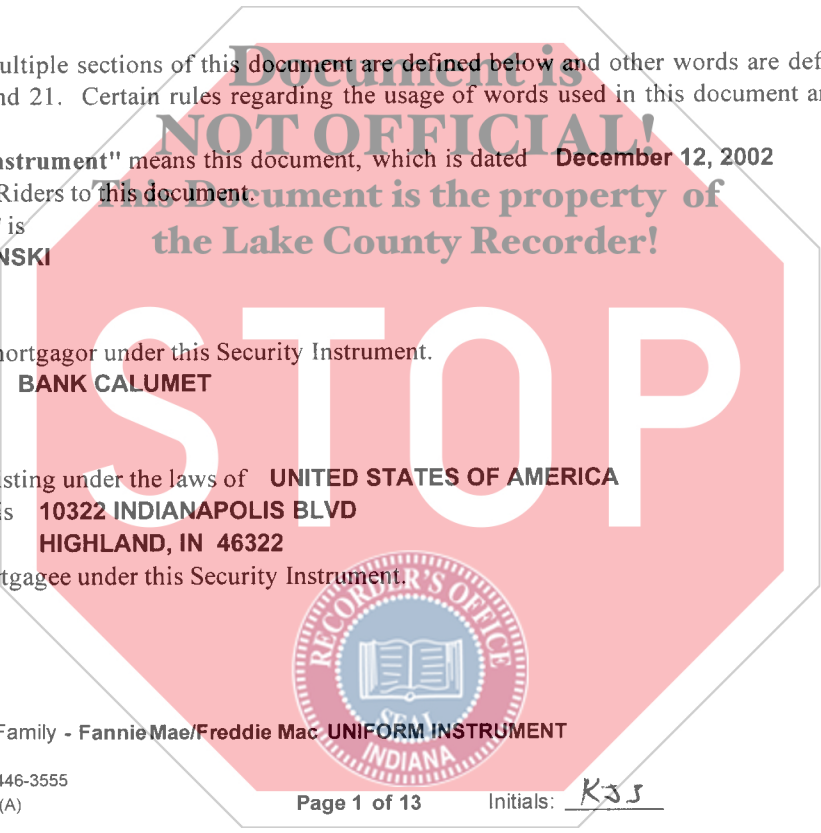 ultiple sections of this document are defined below and other words are def
nd 21. Certain rules regarding the usage of words used in this document a
nstrument" means this document, which is dated December 12, 2002
Riders to this document.
is
NSKI
Document is
NOT OFFICIAL!
This Document is the property of
the Lake County Recorder!
STOP
ortgagor under this Security Instrument.
BANK CALUMET
isting under the laws of UNITED STATES OF AMERICA
is 10322 INDIANAPOLIS BLVD
HIGHLAND, IN 46322
tgagee under this Security Instrument.
RECORDER'S OFFICE
SEAL
INDIANA
Family - Fannie Mae/Freddie Mac UNIFORM INSTRUMENT
446-3555
(A)
Page 1 of 13 Initials: KJS